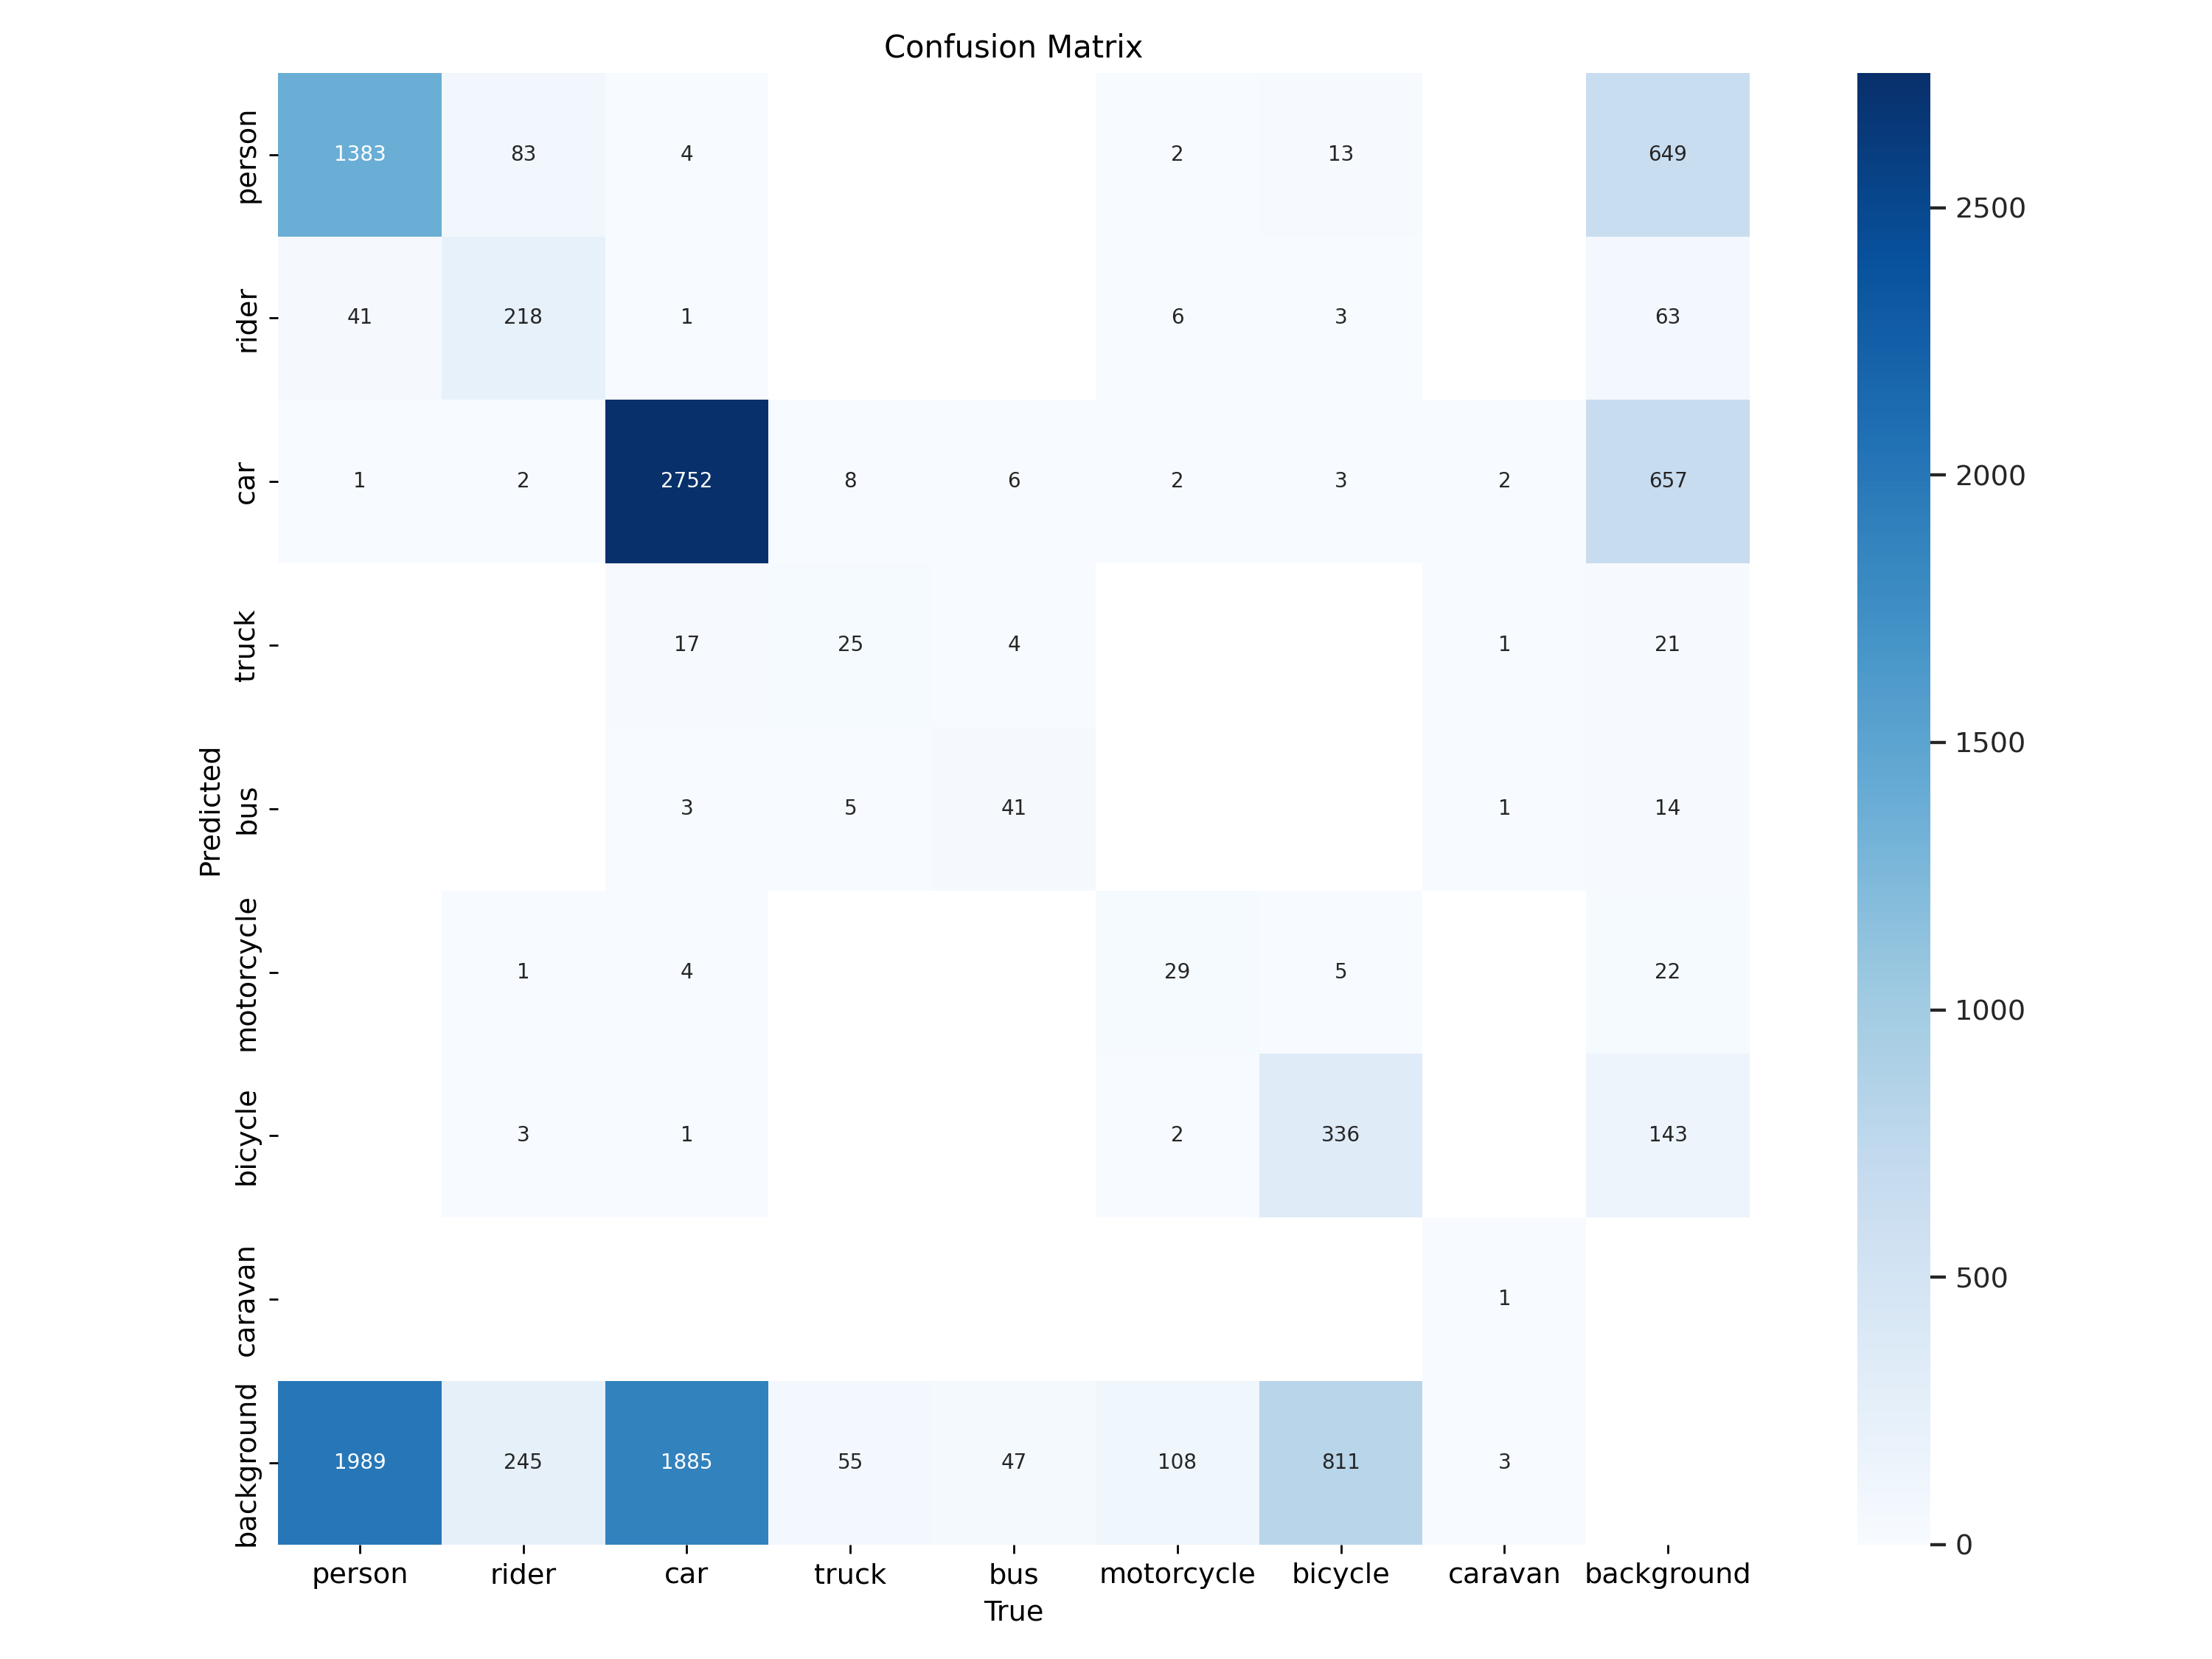 Confusion Matrix
person 1383 83 4 2 13 649
rider 41 218 1 6 3 63
car 1 2 2752 8 6 2 3 2 657
truck 17 25 4 1 21
bus 3 5 41 1 14
motorcycle 1 4 29 5 22
bicycle 3 1 2 336 143
caravan 1
background 1989 245 1885 55 47 108 811 3
Predicted
person rider car truck bus motorcycle bicycle caravan background
True
2500
2000
1500
1000
500
0